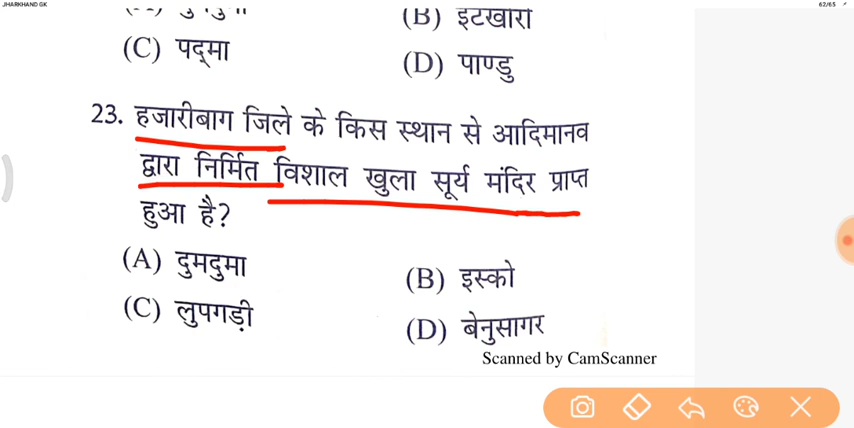 JHARKHAND GK
62/65
(B) इटखोरी
(C) पद्मा
(D) पाण्डु
23. हजारीबाग जिले के किस स्थान से आदिमानव
द्वारा निर्मित विशाल खुला सूर्य मंदिर प्राप्त
हुआ है?
(A) दुमदुमा
(B) इस्को
(C) लुपगड़ी
(D) बेनुसागर
Scanned by CamScanner